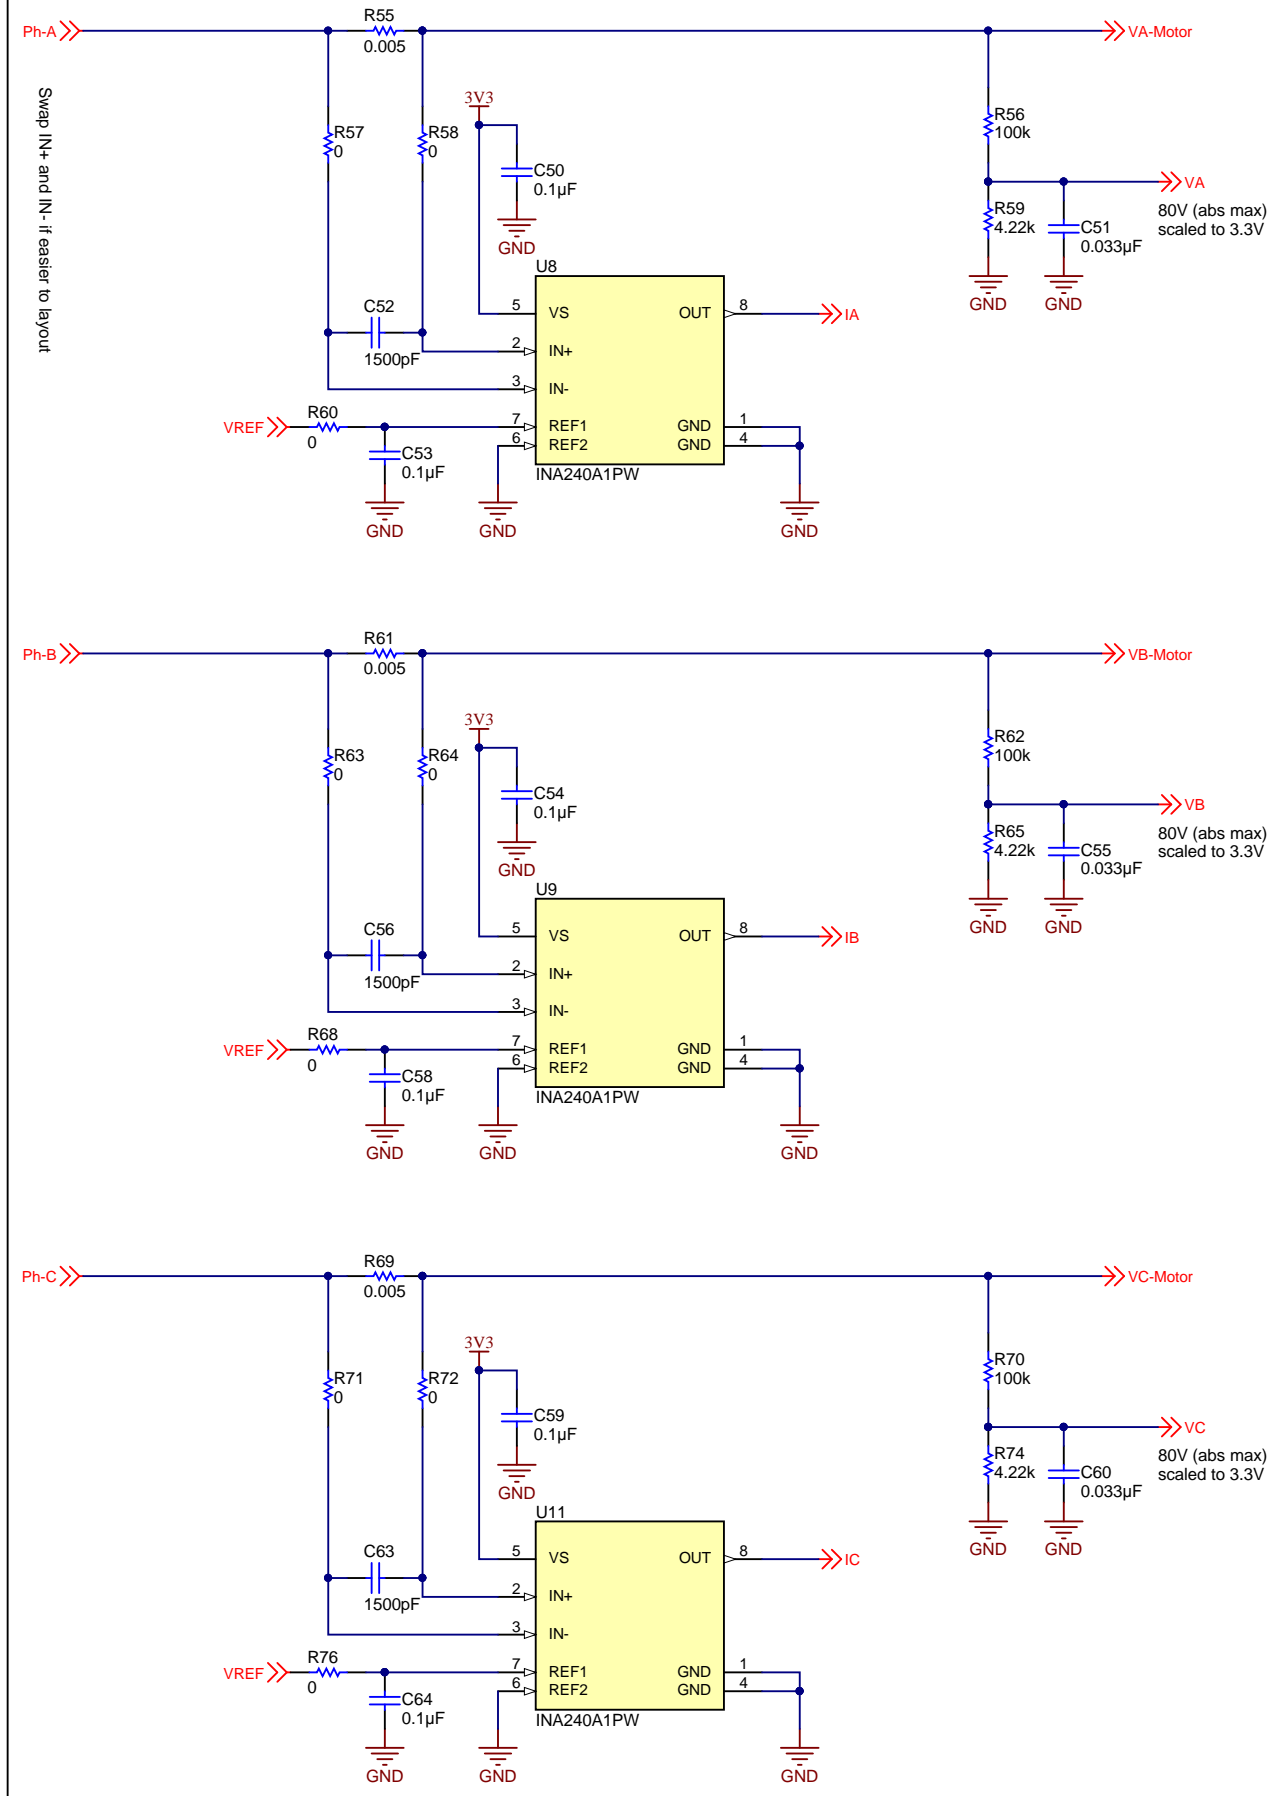 Swap IN+ and IN- if easier to layout
Ph-A
R55
0.005
VA-Motor
R57
0
R58
0
3V3
C50
0.1µF
GND
R56
100k
VA
80V (abs max)
scaled to 3.3V
R59
4.22k
C51
0.033µF
GND
GND
C52
1500pF
U8
5
VS
OUT
8
IA
2
IN+
3
IN-
VREF
R60
0
7
REF1
GND
1
6
REF2
GND
4
C53
0.1µF
INA240A1PW
GND
GND
GND
Ph-B
R61
0.005
VB-Motor
R63
0
R64
0
3V3
C54
0.1µF
GND
R62
100k
VB
80V (abs max)
scaled to 3.3V
R65
4.22k
C55
0.033µF
GND
GND
C56
1500pF
U9
5
VS
OUT
8
IB
2
IN+
3
IN-
VREF
R68
0
7
REF1
GND
1
6
REF2
GND
4
C58
0.1µF
INA240A1PW
GND
GND
GND
Ph-C
R69
0.005
VC-Motor
R71
0
R72
0
3V3
C59
0.1µF
GND
R70
100k
VC
80V (abs max)
scaled to 3.3V
R74
4.22k
C60
0.033µF
GND
GND
C63
1500pF
U11
5
VS
OUT
8
IC
2
IN+
3
IN-
VREF
R76
0
7
REF1
GND
1
6
REF2
GND
4
C64
0.1µF
INA240A1PW
GND
GND
GND